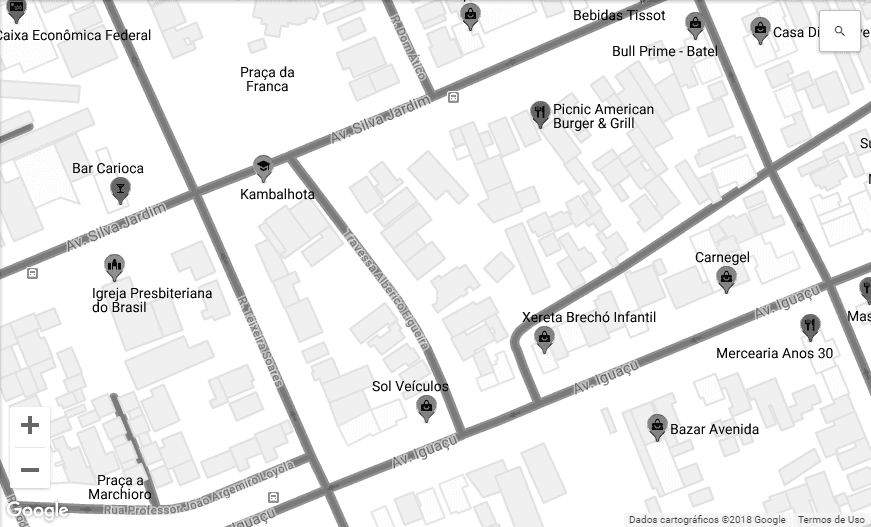 Caixa Econômica Federal
Bebidas Tissot
Bull Prime - Batel
Casa Di
R. Dom Ático
Praça da
Franca
Av. Silva Jardim
Picnic American
Burger & Grill
Bar Carioca
Kambalhota
Av. Silva Jardim
Travessa Alberico Figueira
Carnegel
Igreja Presbiteriana
do Brasil
R. Teixeira Soares
Av. Iguaçu
Xereta Brechó Infantil
Mas
Mercearia Anos 30
Av. Iguaçu
Sol Veículos
Bazar Avenida
Av. Iguaçu
Praça a
Marchioro
Rua Professor João Argemiro Loyola
Google
Iguaçu
Dados cartográficos ©2018 Google
Termos de Uso